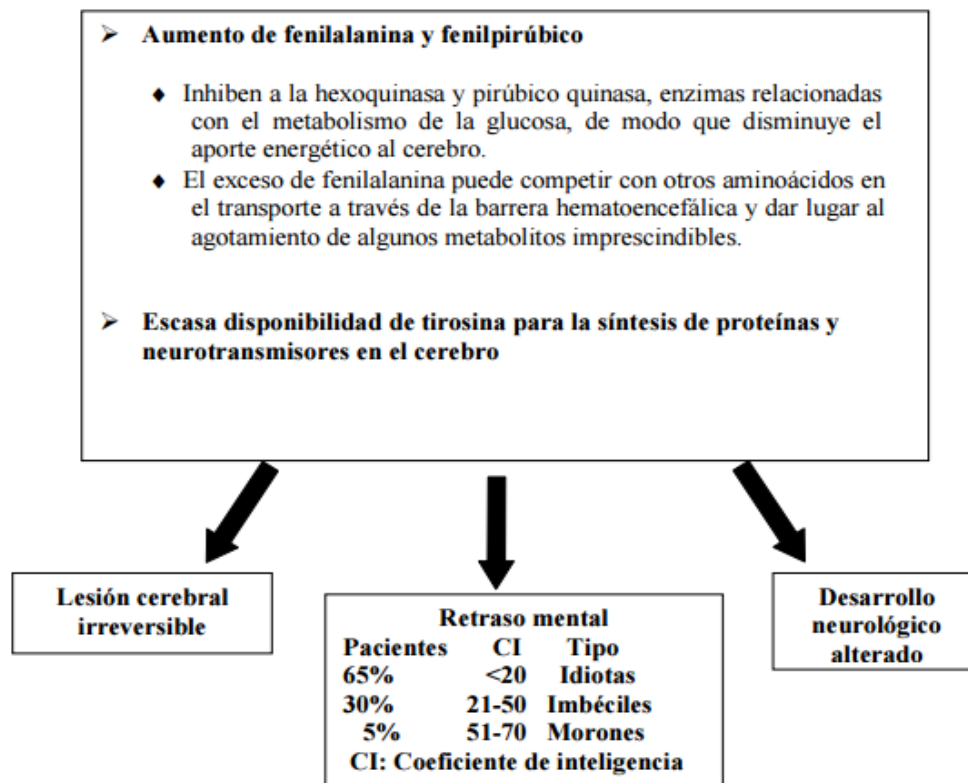 ➢ Aumento de fenilalanina y fenilpirúbico
♦ Inhiben a la hexoquinasa y pirúbico quinasa, enzimas relacionadas
con el metabolismo de la glucosa, de modo que disminuye el
aporte energético al cerebro.
♦ El exceso de fenilalanina puede competir con otros aminoácidos en
el transporte a través de la barrera hematoencefálica y dar lugar al
agotamiento de algunos metabolitos imprescindibles.
➢ Escasa disponibilidad de tirosina para la síntesis de proteínas y
neurotransmisores en el cerebro
Lesión cerebral
irreversible
Retraso mental
Pacientes CI Tipo
65% <20 Idiotas
30% 21-50 Imbéciles
5% 51-70 Morones
CI: Coeficiente de inteligencia
Desarrollo
neurológico
alterado